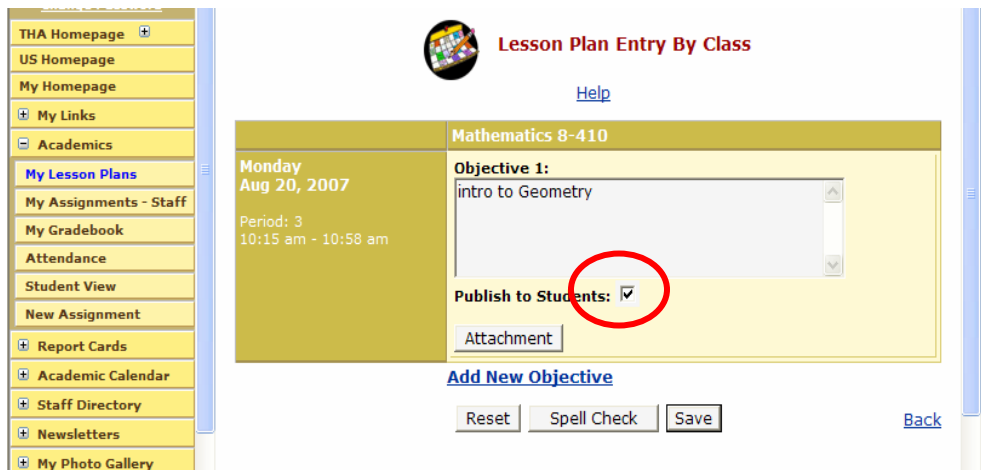 THA Homepage
US Homepage
My Homepage
My Links
Academics
My Lesson Plans
My Assignments - Staff
My Gradebook
Attendance
Student View
New Assignment
Report Cards
Academic Calendar
Staff Directory
Newsletters
My Photo Gallery
Lesson Plan Entry By Class
Help
Mathematics 8-410
Monday
Aug 20, 2007
Period: 3
10:15 am - 10:58 am
Objective 1:
intro to Geometry
Publish to Students:
Attachment
Add New Objective
Reset Spell Check Save Back